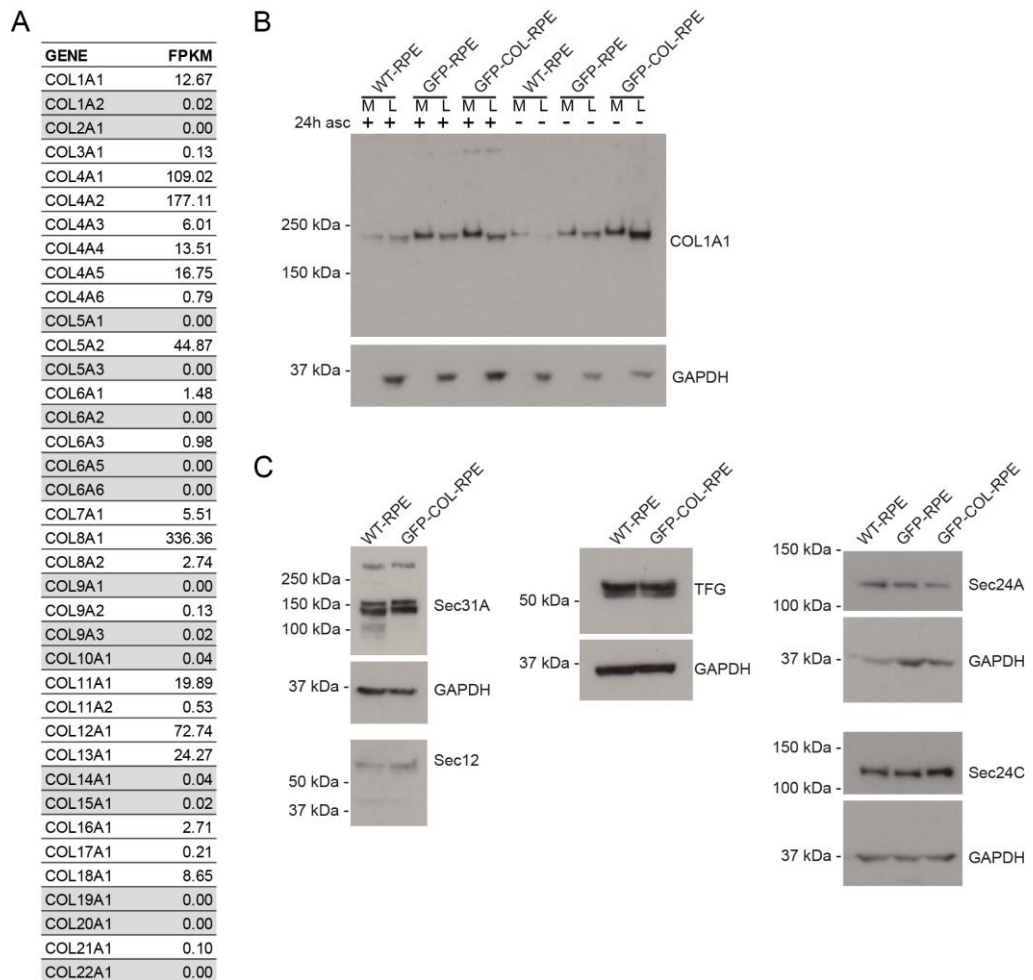 A
GENE FPKM
COL1A1 12.67
COL1A2 0.02
COL2A1 0.00
COL3A1 0.13
COL4A1 109.02
COL4A2 177.11
COL4A3 6.01
COL4A4 13.51
COL4A5 16.75
COL4A6 0.79
COL5A1 0.00
COL5A2 44.87
COL5A3 0.00
COL6A1 1.48
COL6A2 0.00
COL6A3 0.98
COL6A5 0.00
COL6A6 0.00
COL7A1 5.51
COL8A1 336.36
COL8A2 2.74
COL9A1 0.00
COL9A2 0.13
COL9A3 0.02
COL10A1 0.04
COL11A1 19.89
COL11A2 0.53
COL12A1 72.74
COL13A1 24.27
COL14A1 0.04
COL15A1 0.02
COL16A1 2.71
COL17A1 0.21
COL18A1 8.65
COL19A1 0.00
COL20A1 0.00
COL21A1 0.10
COL22A1 0.00
B
WT-RPE GFP-RPE GFP-COL-RPE WT-RPE GFP-RPE GFP-COL-RPE
M L M L M L M L M L M L
24h asc + + + + + + - - - - - -
250 kDa -
COL1A1
150 kDa -
37 kDa -
GAPDH
C
WT-RPE GFP-COL-RPE
250 kDa -
150 kDa - Sec31A
100 kDa -
37 kDa - GAPDH
Sec12
50 kDa -
37 kDa -
WT-RPE GFP-COL-RPE
TFG
50 kDa -
37 kDa - GAPDH
WT-RPE GFP-RPE GFP-COL-RPE
150 kDa -
Sec24A
100 kDa -
37 kDa - GAPDH
150 kDa -
Sec24C
100 kDa -
37 kDa - GAPDH